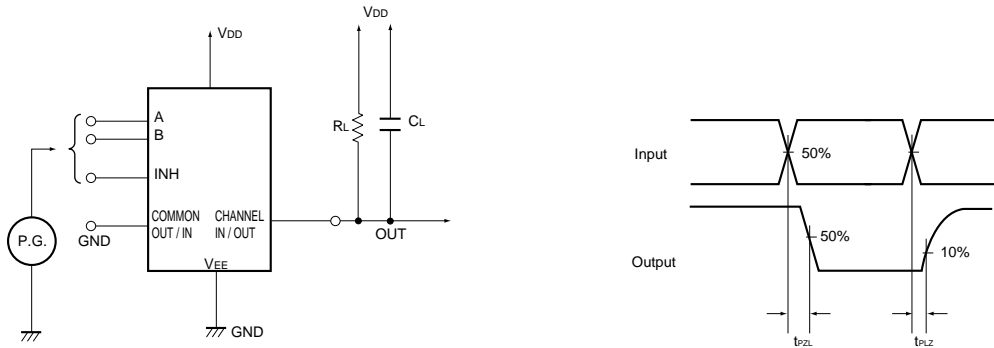 VDD
VDD
A
B
INH
COMMON
OUT / IN
CHANNEL
IN / OUT
VEE
GND
P.G.
GND
RL
CL
OUT
Input
50%
Output
50%
10%
tPZL
tPLZ